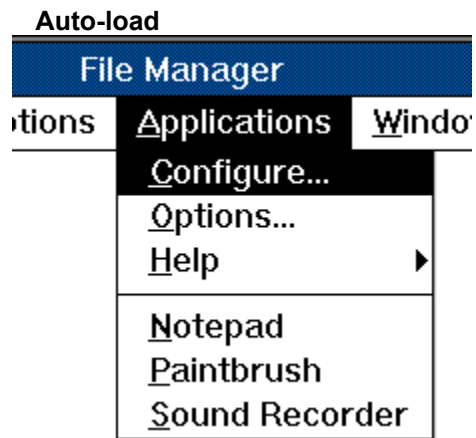 Auto-load
File Manager
tions Applications Windo
Configure...
Options...
Help
Notepad
Paintbrush
Sound Recorder